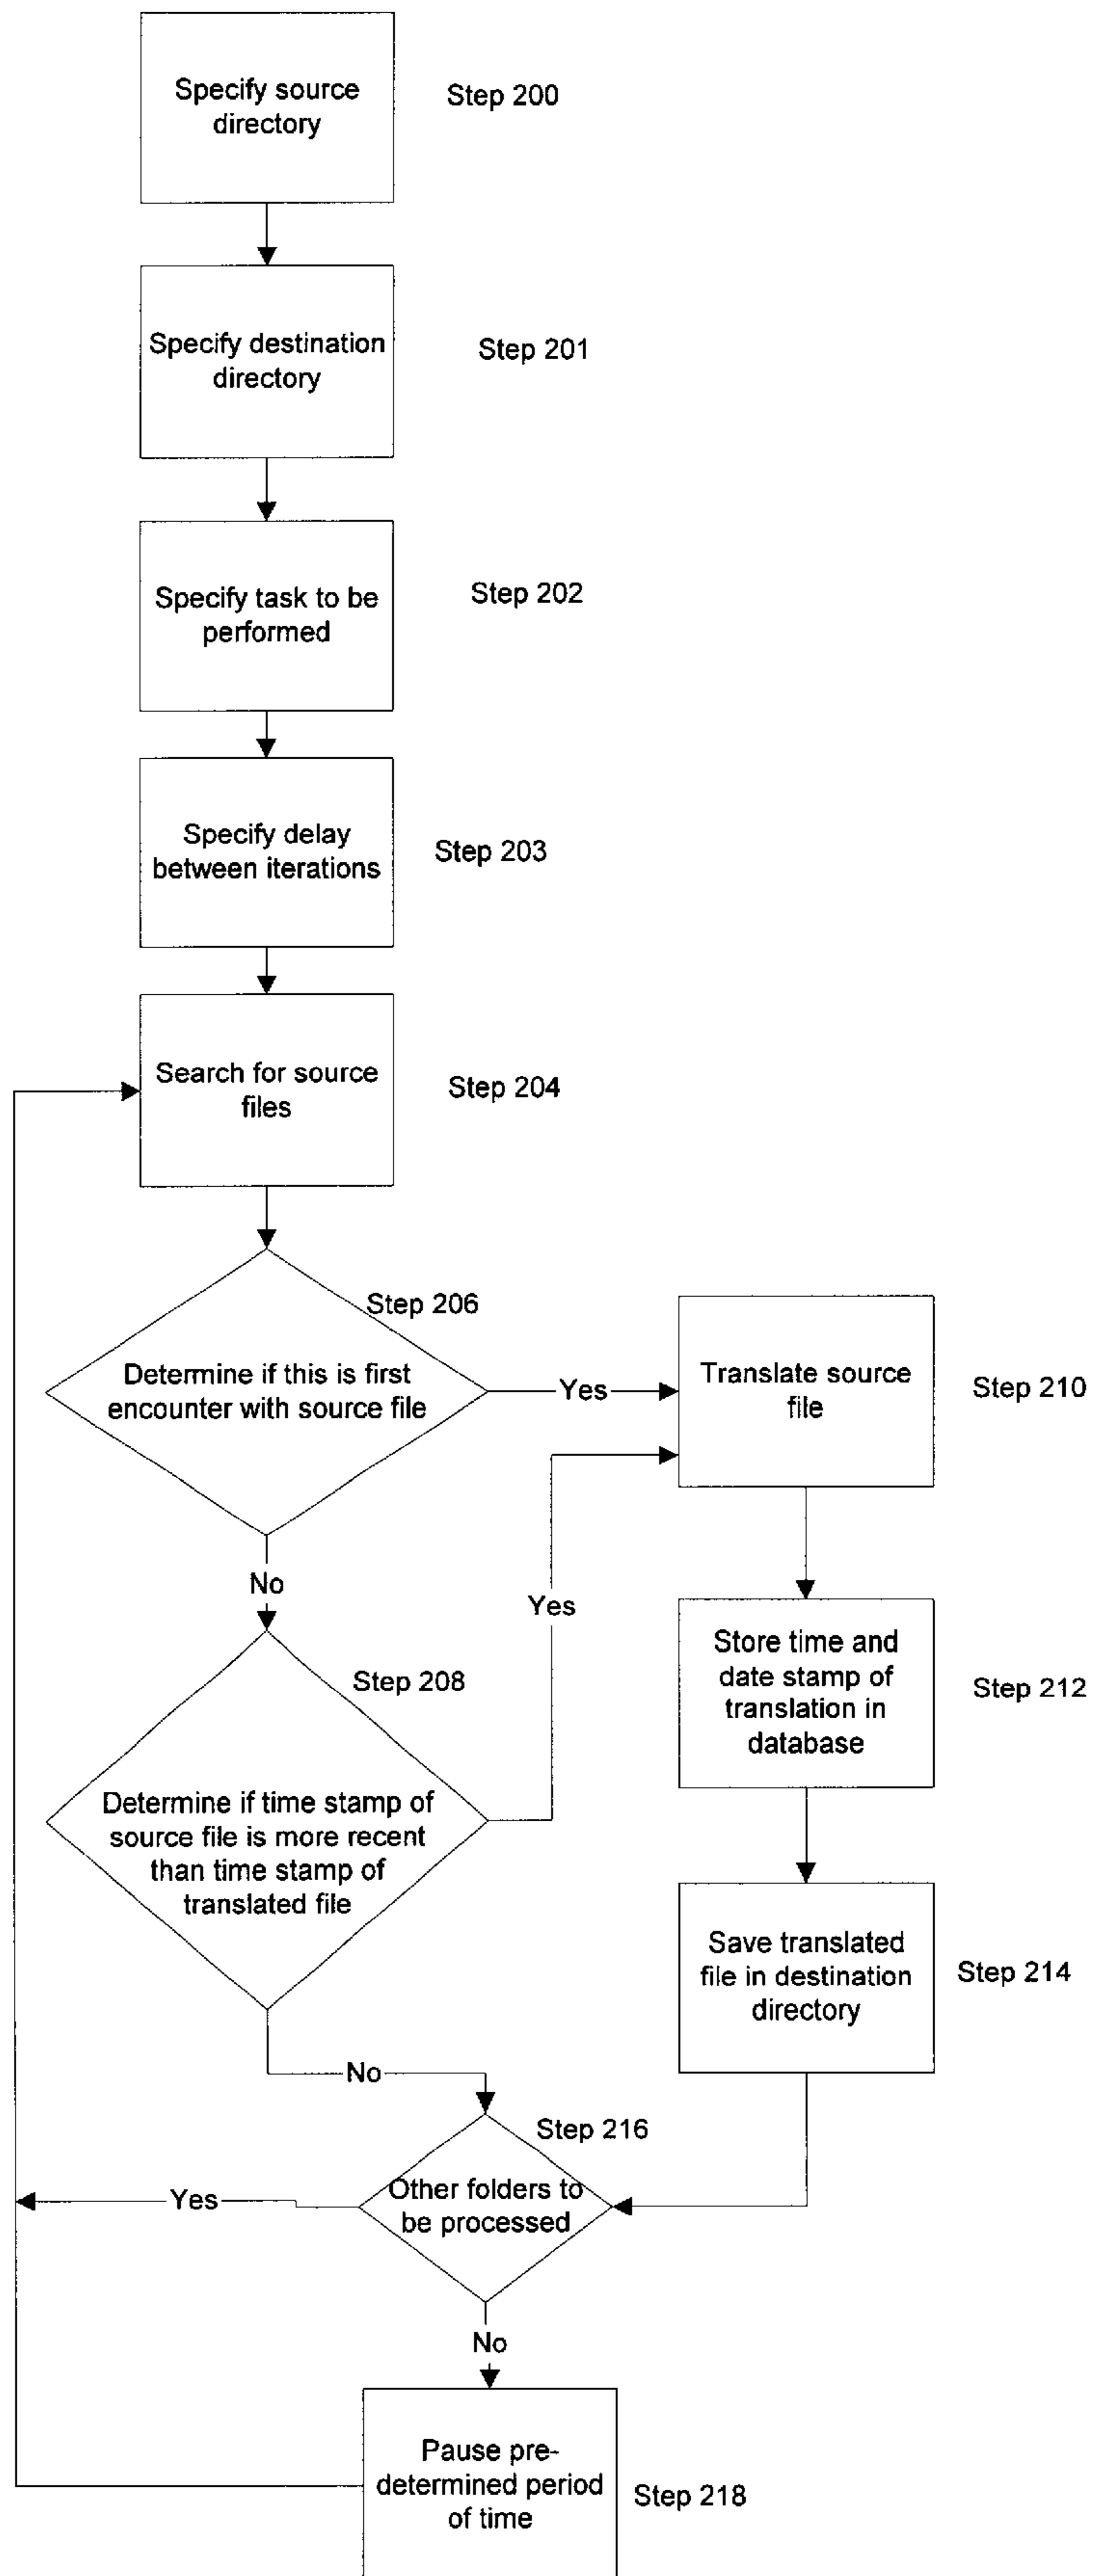 Specify source
directory
Step 200
Specify destination
directory
Step 201
Specify task to be
performed
Step 202
Specify delay
between iterations
Step 203
Search for source
files
Step 204
Step 206
Determine if this is first
encounter with source file
Yes
Translate source
file
Step 210
No
Yes
Step 208
Determine if time stamp of
source file is more recent
than time stamp of
translated file
Store time and
date stamp of
translation in
database
Step 212
Save translated
file in destination
directory
Step 214
No
Step 216
Other folders to
be processed
Yes
No
Pause pre-
determined period
of time
Step 218